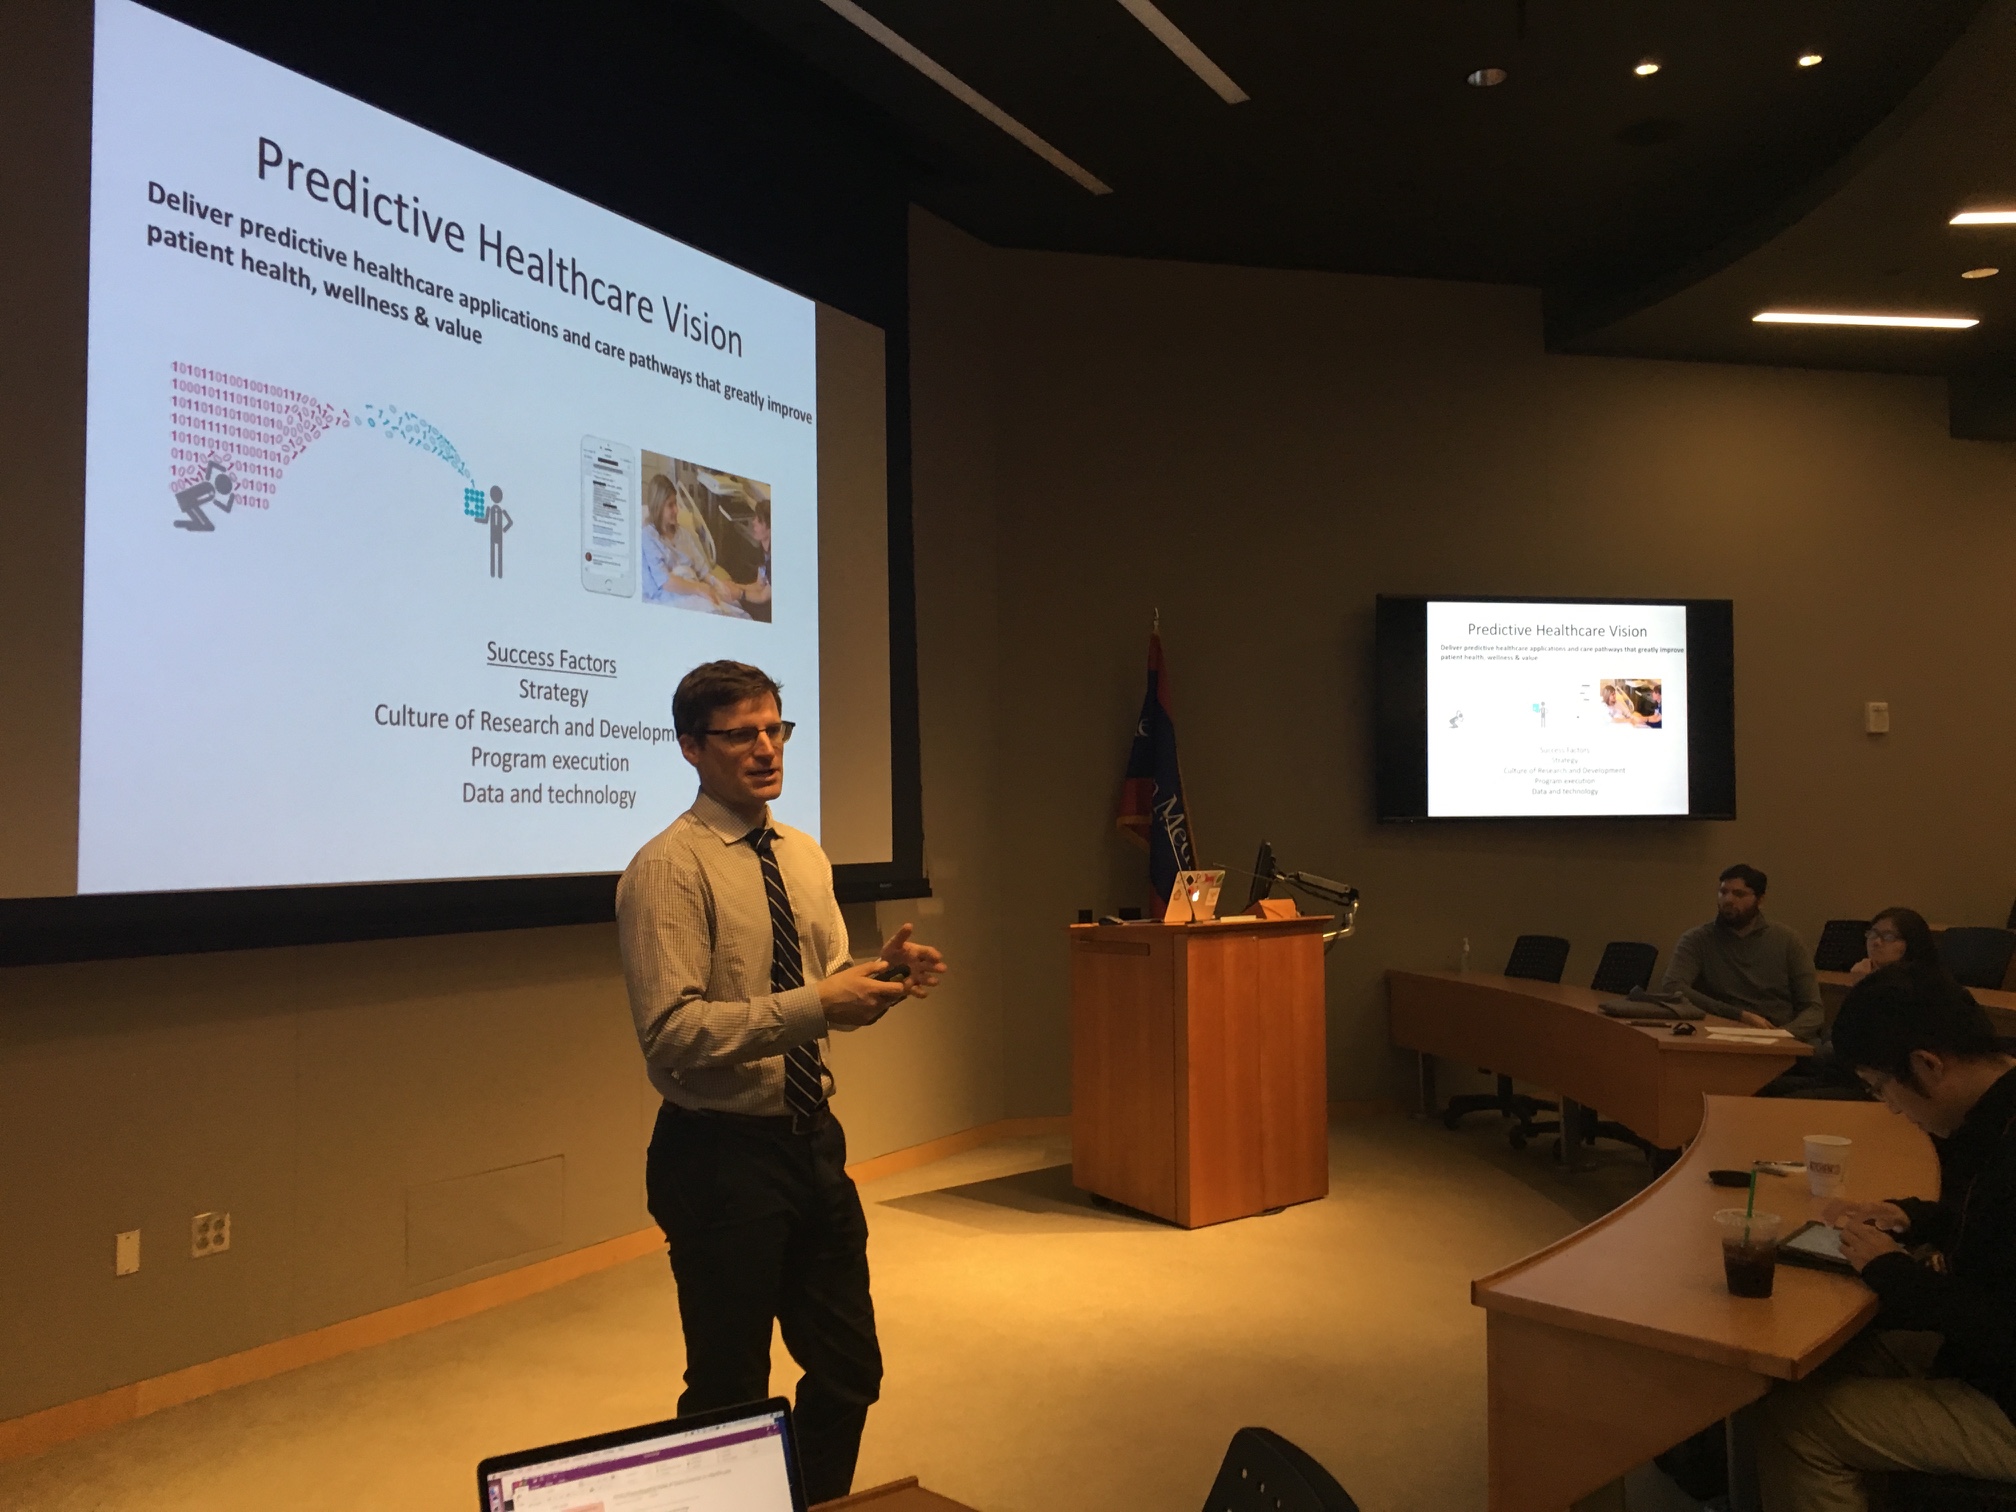 Predictive Healthcare Vision
Deliver predictive healthcare applications and care pathways that greatly improve
patient health, wellness & value
Success Factors
Strategy
Culture of Research and Developm
Program execution
Data and technology
Predictive Healthcare Vision
Deliver predictive healthcare applications and care pathways that greatly improve
patient health, wellness & value
Success Factors
Strategy
Culture of Research and Development
Program execution
Data and technology